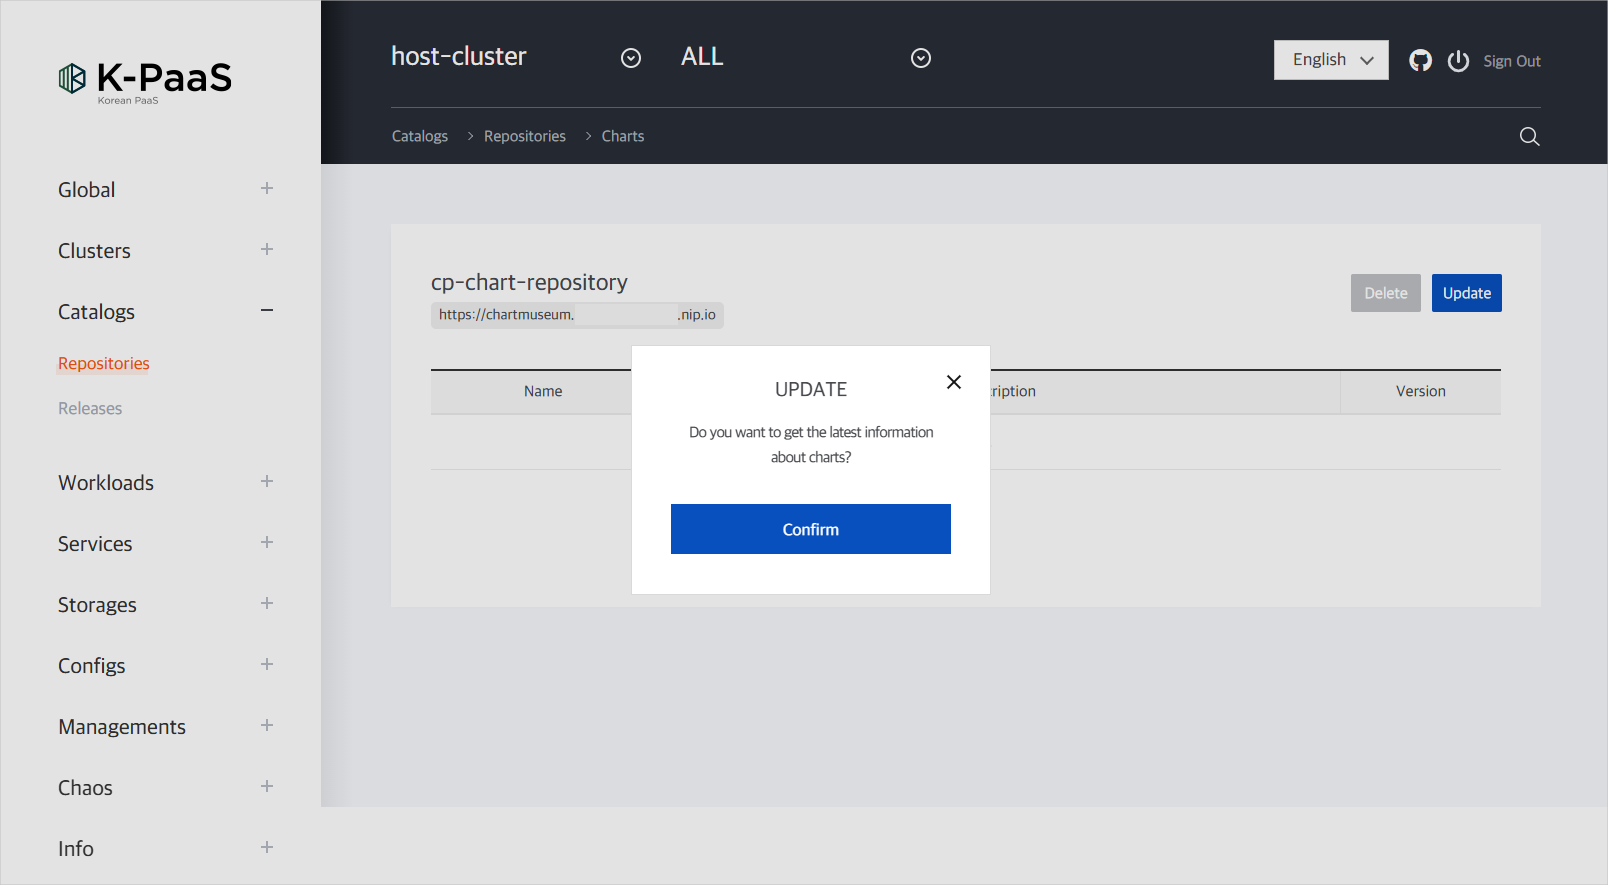 K-PaaS
Korean PaaS
host-cluster
ALL
English
Sign Out
Catalogs
Repositories
Charts
Global
Clusters
Catalogs
Repositories
Releases
Workloads
Services
Storages
Configs
Managements
Chaos
Info
cp-chart-repository
https://chartmuseum. .nip.io
Delete
Update
Name
ription
Version
UPDATE
Do you want to get the latest information
about charts?
Confirm